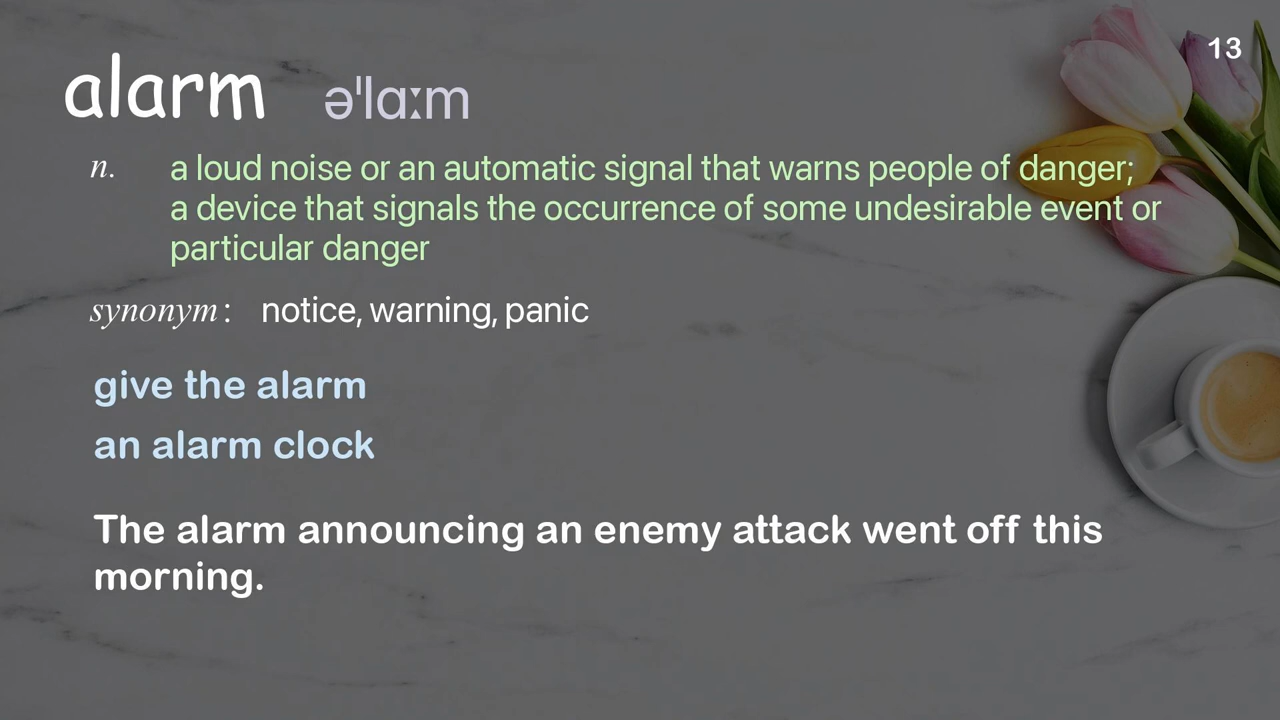 13
alarm əˈlɑːm
n. a loud noise or an automatic signal that warns people of danger;
a device that signals the occurrence of some undesirable event or
particular danger
synonym: notice, warning, panic
give the alarm
an alarm clock
The alarm announcing an enemy attack went off this
morning.